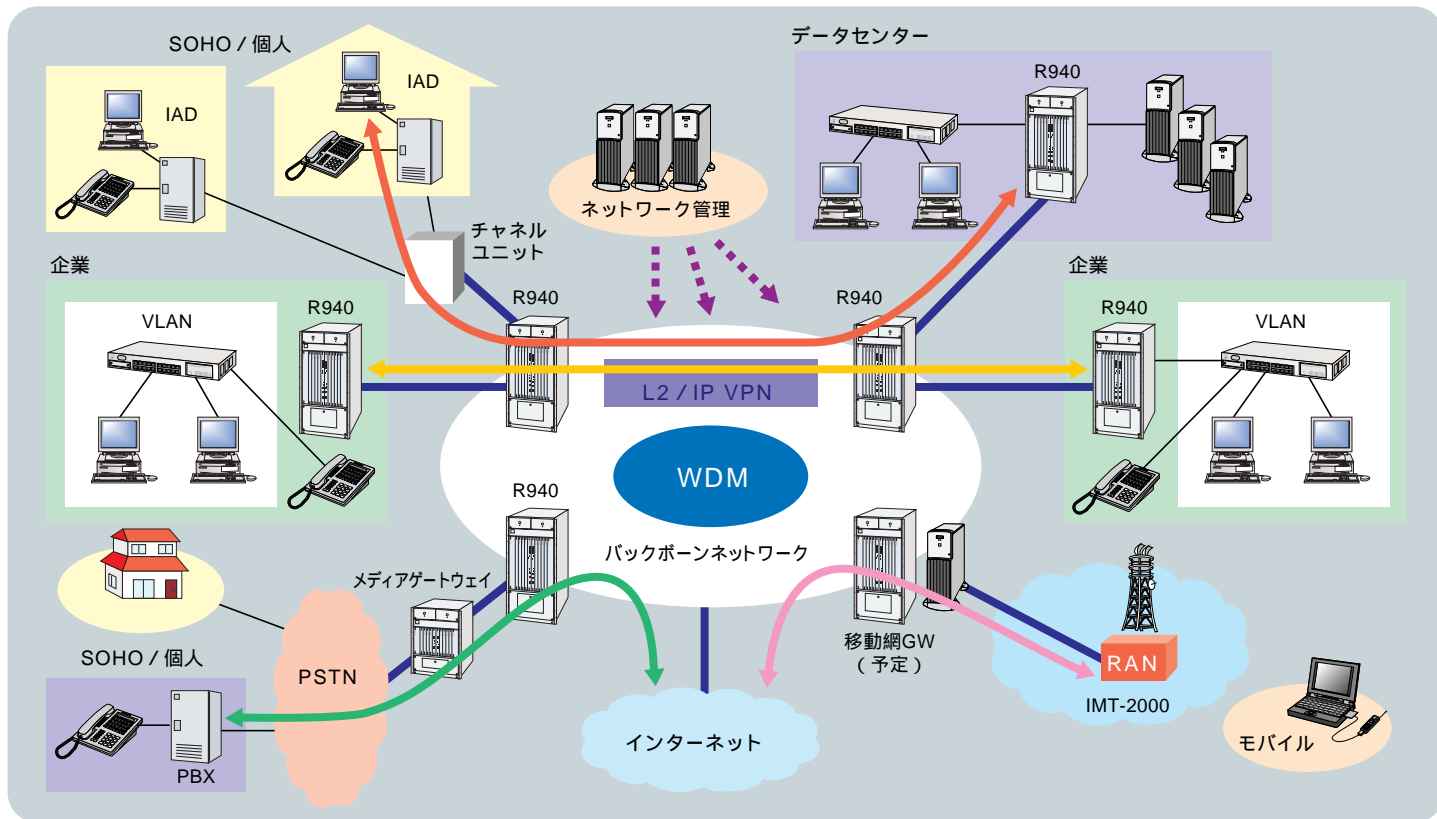 SOHO / 個人
IAD
IAD
チャネル
ユニット
ネットワーク管理
データセンター
R940
企業
VLAN
R940
R940
R940
企業
R940
VLAN
L2 / IP VPN
WDM
バックボーンネットワーク
R940
メディアゲートウェイ
PSTN
SOHO / 個人
PBX
インターネット
移動網GW
(予定)
RAN
IMT-2000
モバイル